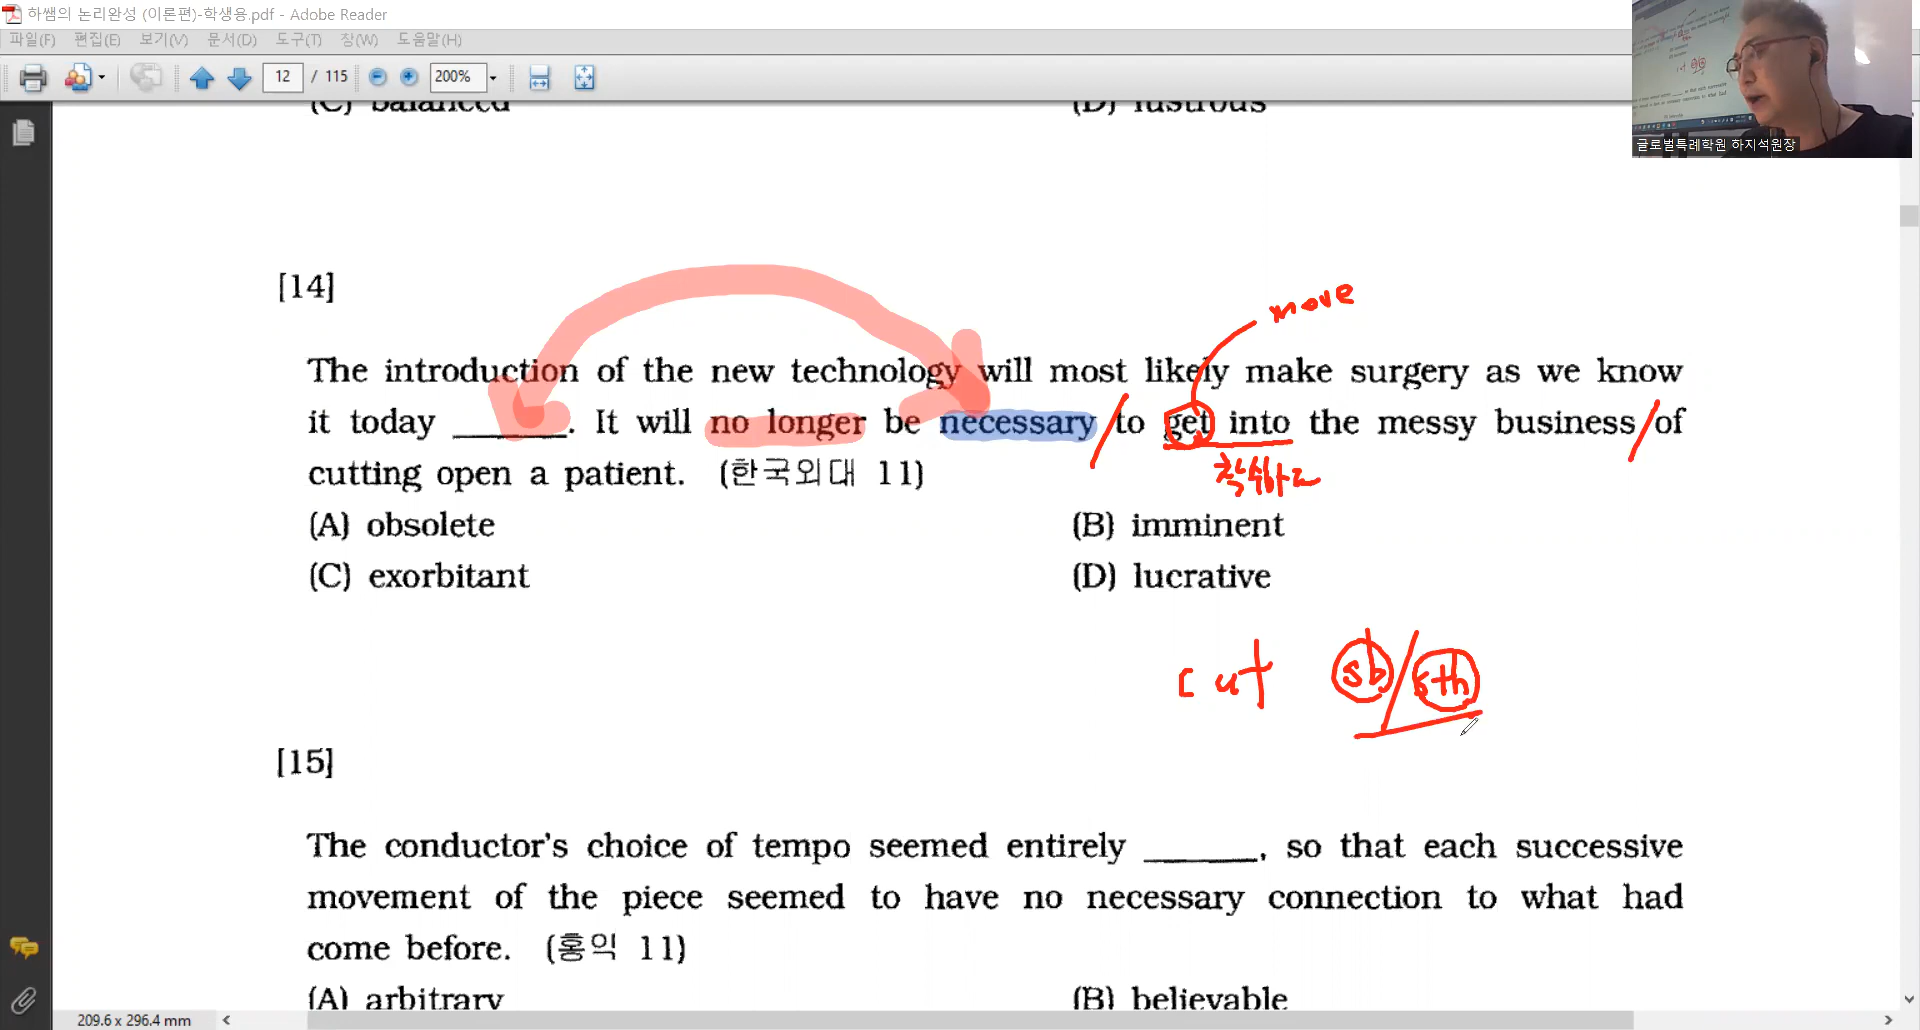 하쌤의 논리완성 (이론편)-학생용.pdf - Adobe Reader
파일(F) 편집(E) 보기(V) 문서(D) 도구(T) 창(W) 도움말(H)
12 / 115 200%
글로벌특례학원 하지석원장
(C) balanced (D) lustrous
[14]
move
The introduction of the new technology will most likely make surgery as we know
it today ______. It will no longer be necessary to get into the messy business of
착수하고
cutting open a patient. (한국외대 11)
(A) obsolete (B) imminent
(C) exorbitant (D) lucrative
cut sb/sth
[15]
The conductor's choice of tempo seemed entirely ______, so that each successive
movement of the piece seemed to have no necessary connection to what had
come before. (홍익 11)
(A) arbitrary (B) believable
209.6 x 296.4 mm